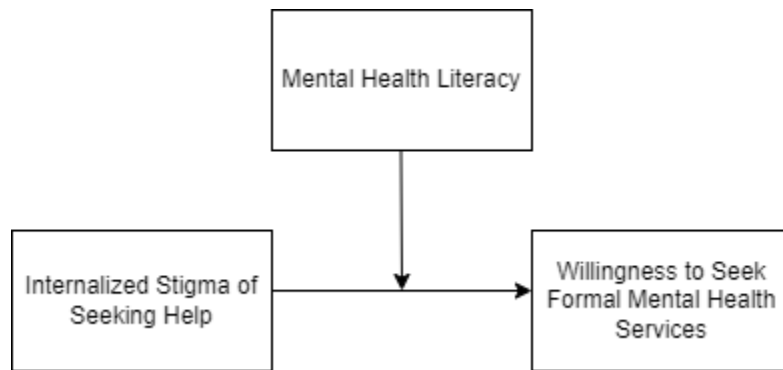 Mental Health Literacy
Internalized Stigma of
Seeking Help
Willingness to Seek
Formal Mental Health
Services